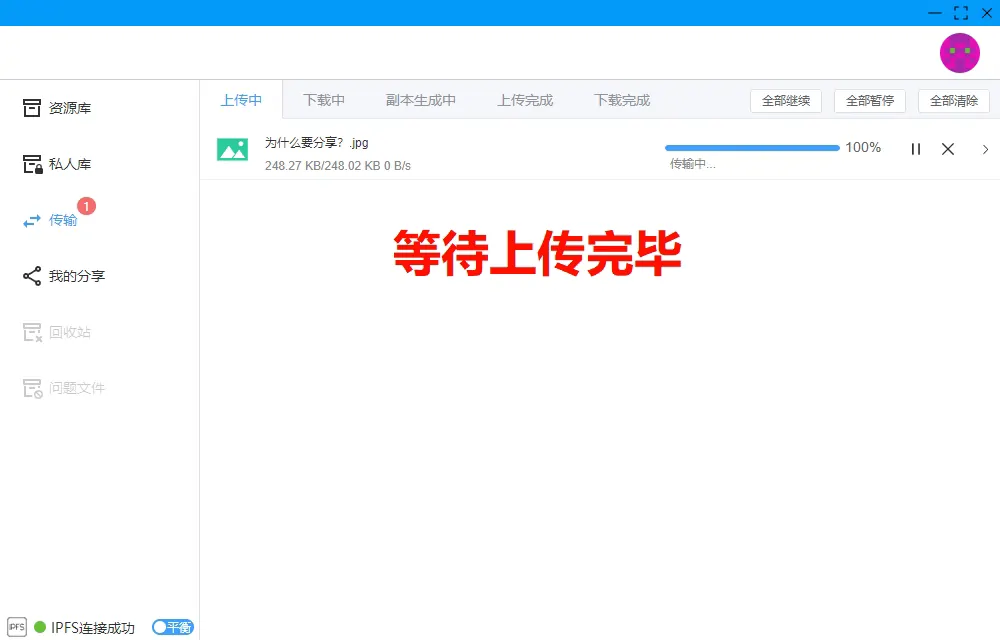 资源库
私人库
传输
1
我的分享
回收站
问题文件
上传中 下载中 副本生成中 上传完成 下载完成 全部继续 全部暂停 全部清除
为什么要分享？.jpg
248.27 KB/248.02 KB 0 B/s
100%
传输中...
等待上传完毕
IPFS IPFS连接成功 平衡